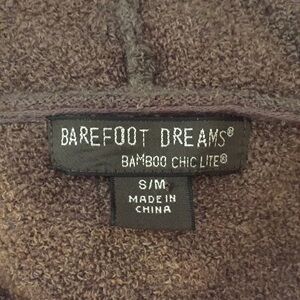 BAREFOOT DREAMS®
BAMBOO CHIC LITE®
S/M
MADE IN
CHINA